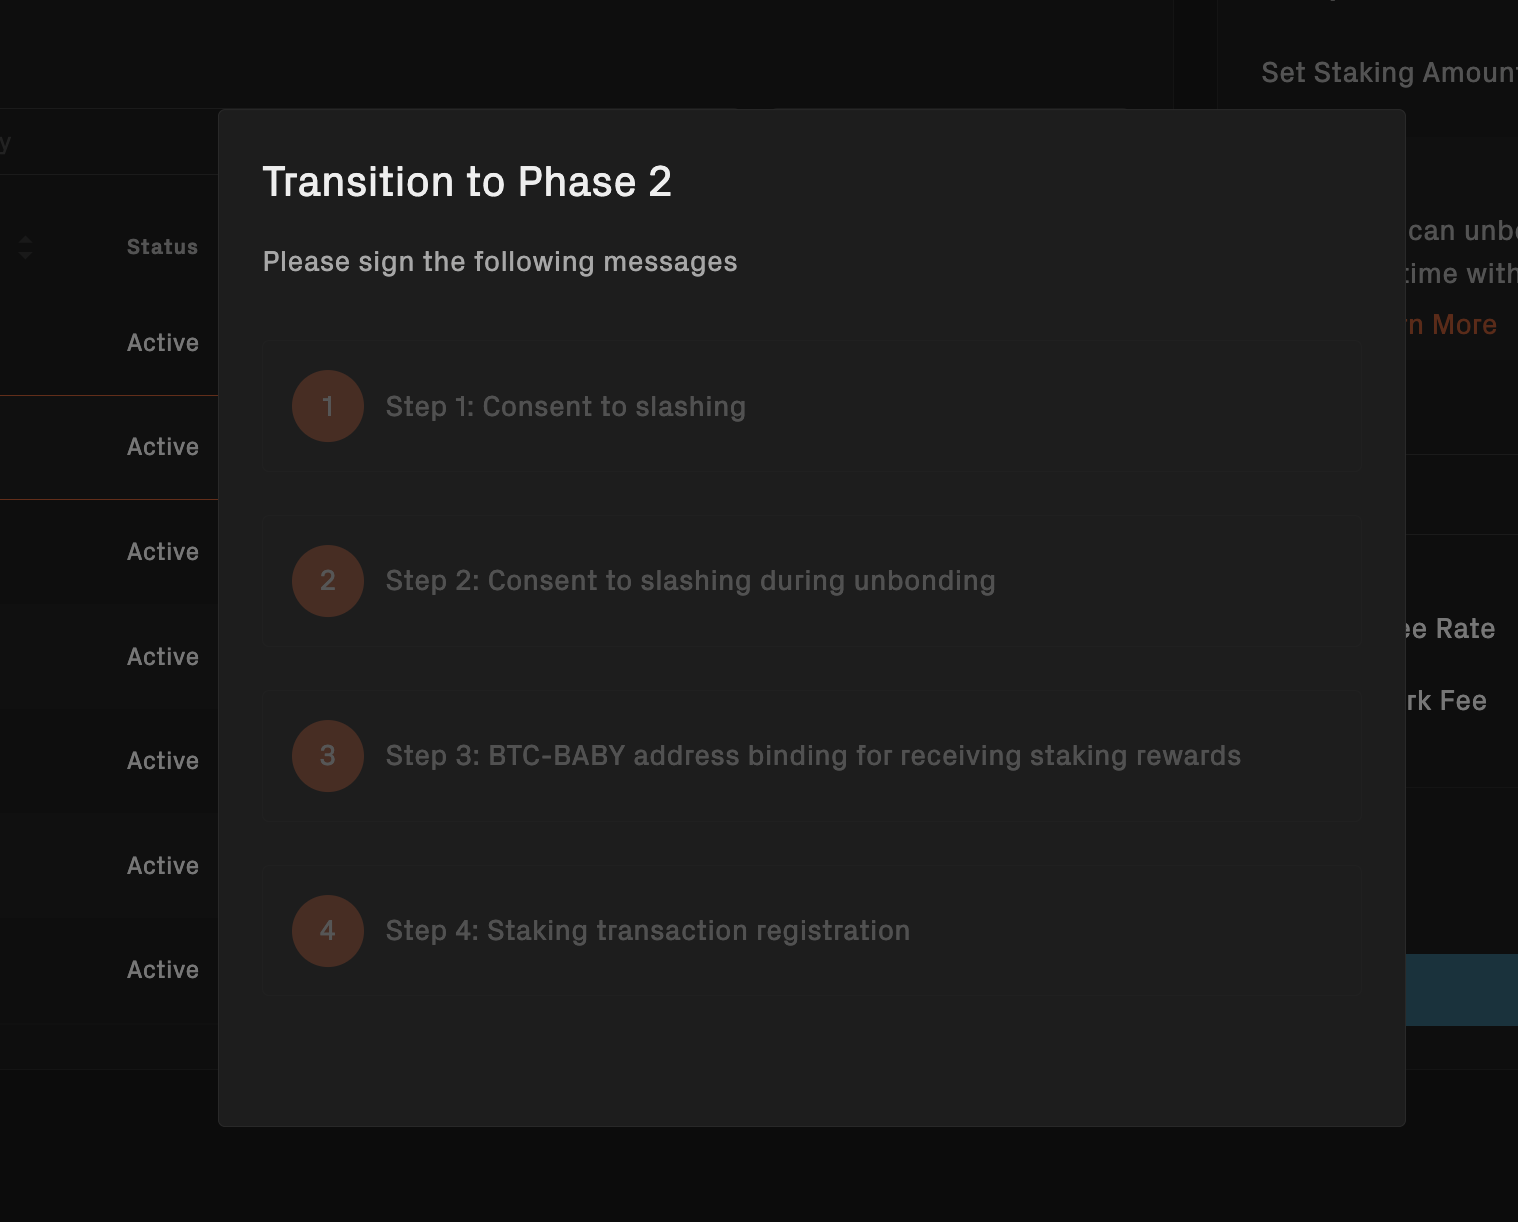 Set Staking Amount
y
Transition to Phase 2
Please sign the following messages
Status
can unbo
time with
n More
Active
1
Step 1: Consent to slashing
Active
Active
2
Step 2: Consent to slashing during unbonding
ee Rate
Active
rk Fee
Active
3
Step 3: BTC-BABY address binding for receiving staking rewards
Active
4
Step 4: Staking transaction registration
Active